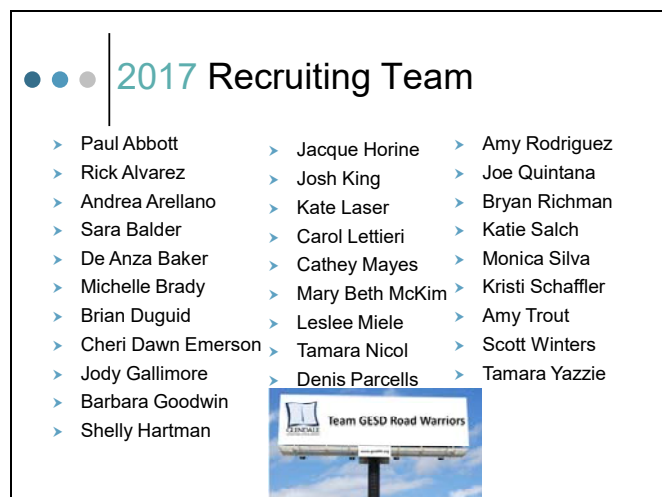 2017 Recruiting Team
Paul Abbott
Rick Alvarez
Andrea Arellano
Sara Balder
De Anza Baker
Michelle Brady
Brian Duguid
Cheri Dawn Emerson
Jody Gallimore
Barbara Goodwin
Shelly Hartman
Jacque Horine
Josh King
Kate Laser
Carol Lettieri
Cathey Mayes
Mary Beth McKim
Leslee Miele
Tamara Nicol
Denis Parcells
Amy Rodriguez
Joe Quintana
Bryan Richman
Katie Salch
Monica Silva
Kristi Schaffler
Amy Trout
Scott Winters
Tamara Yazzie
GLENDALE
Team GESD Road Warriors